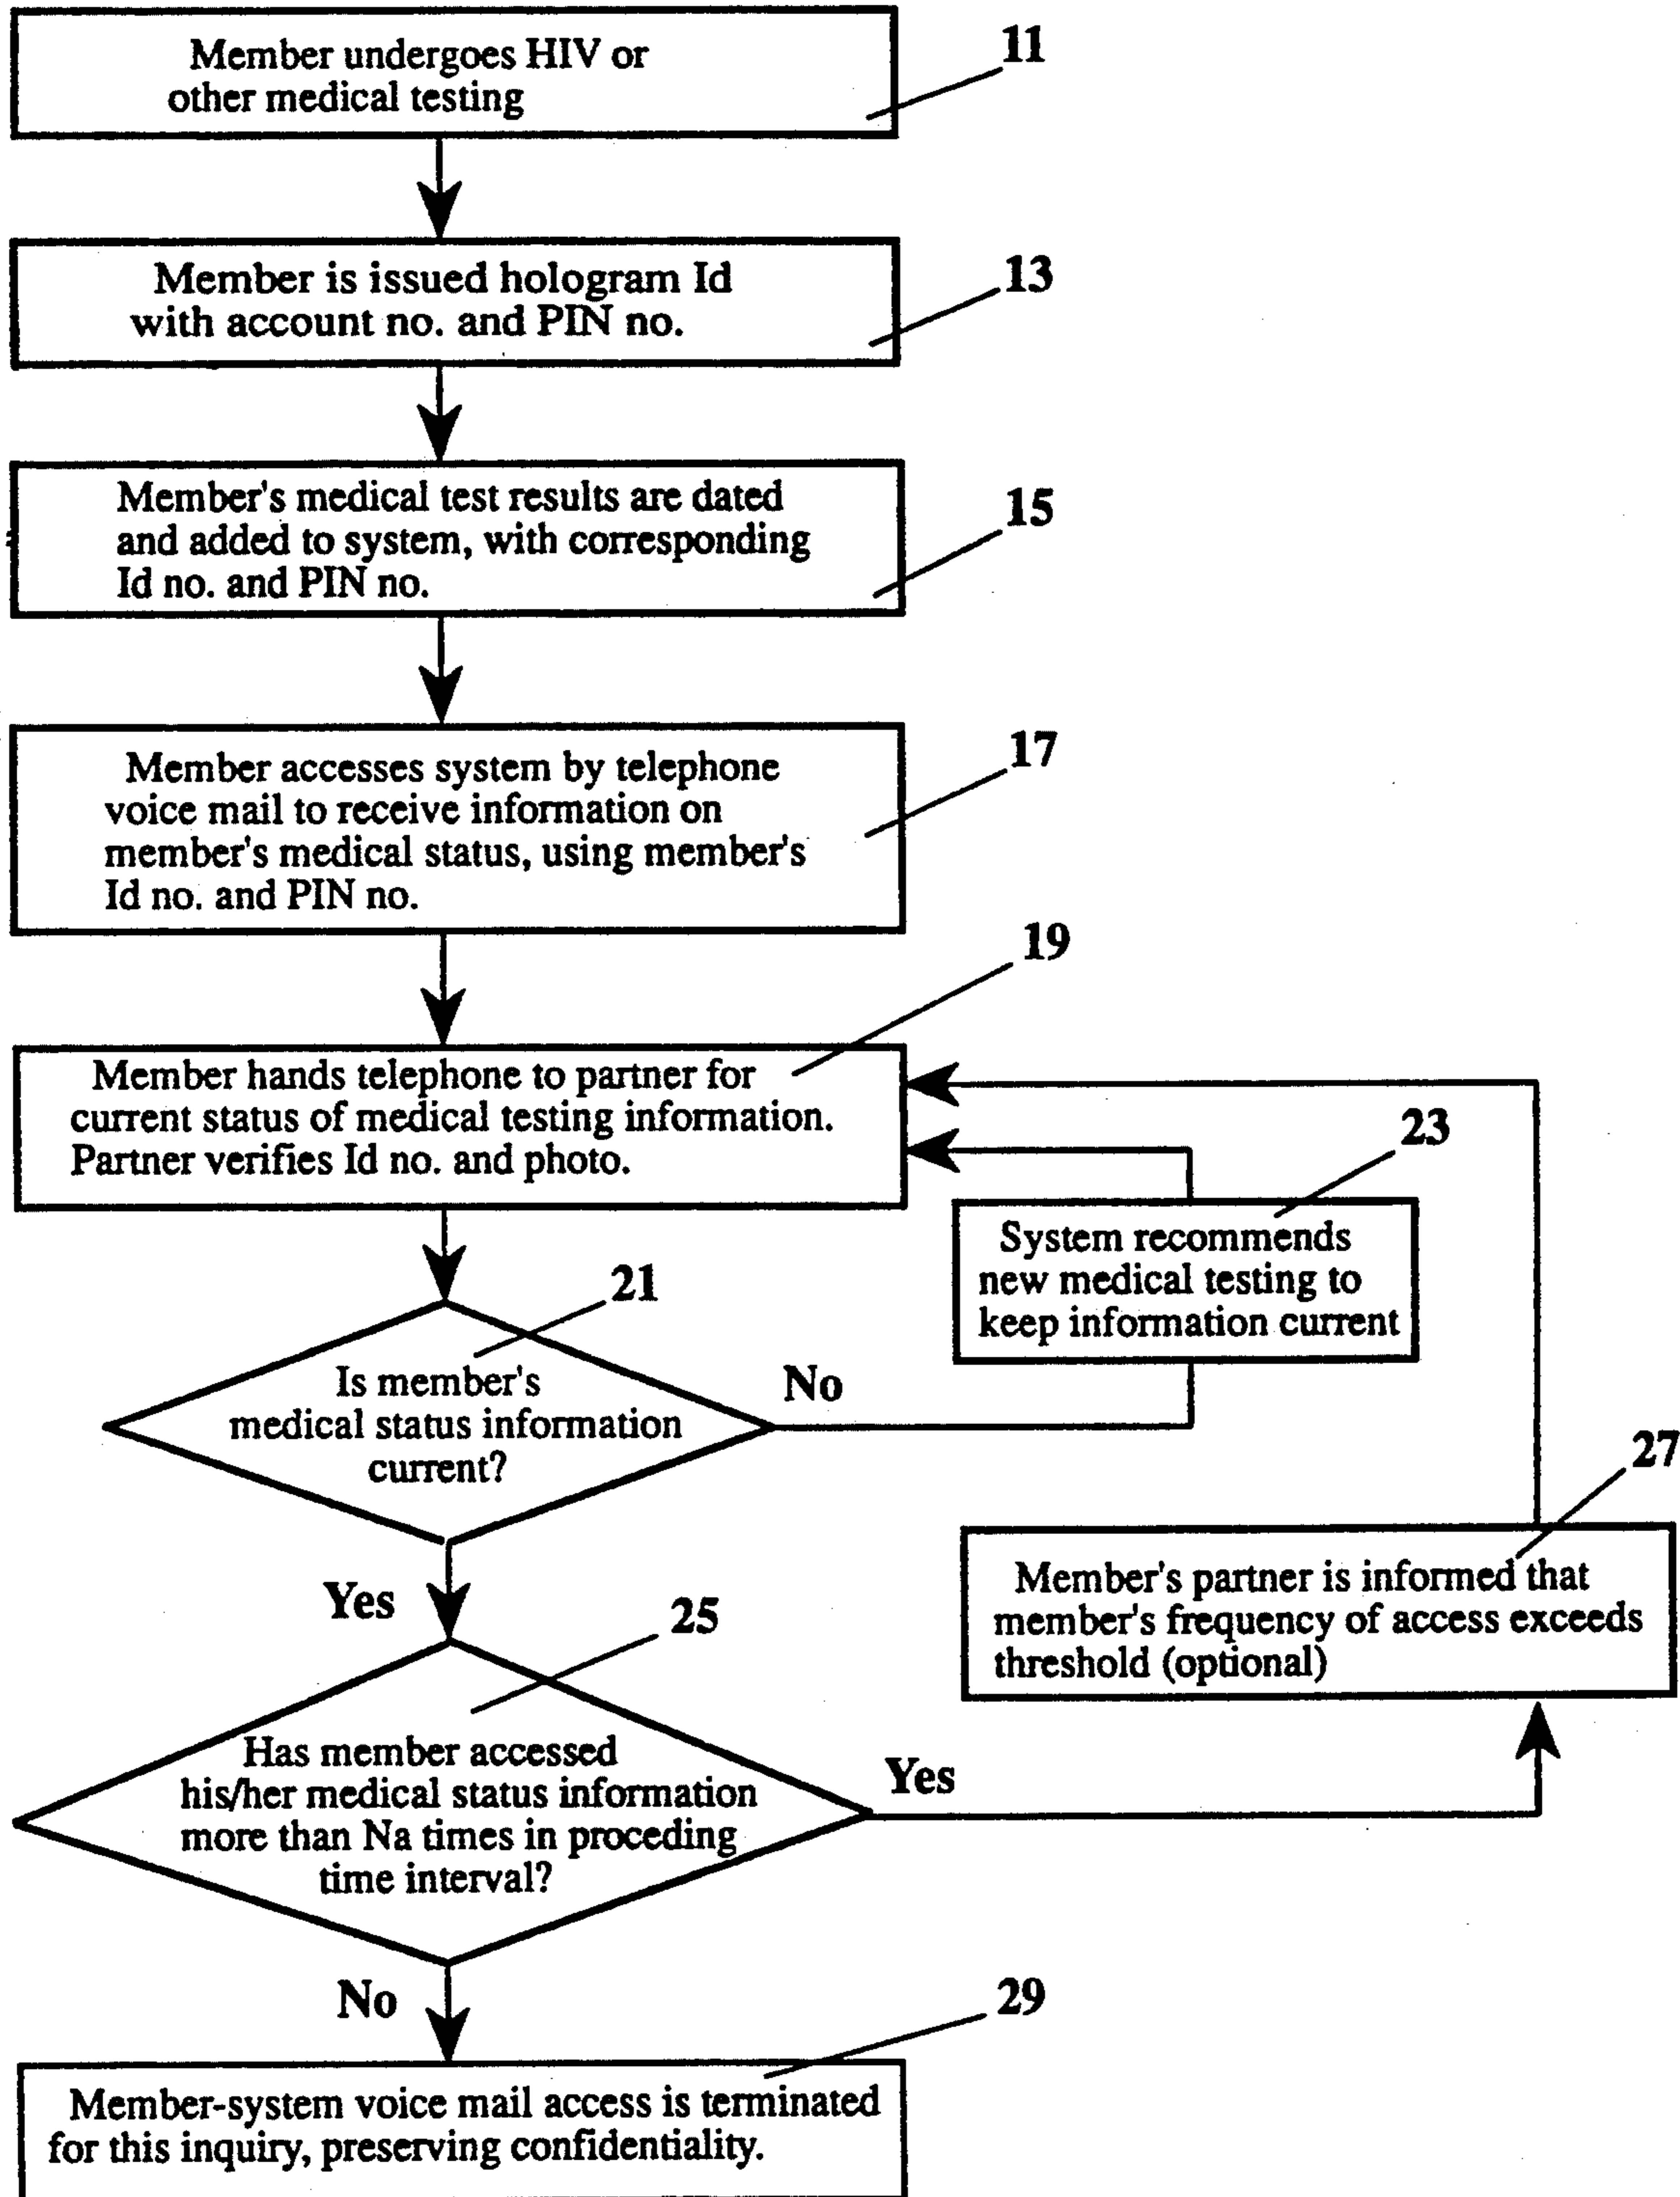 Member undergoes HIV or
other medical testing
11
Member is issued hologram Id
with account no. and PIN no.
13
Member's medical test results are dated
and added to system, with corresponding
Id no. and PIN no.
15
Member accesses system by telephone
voice mail to receive information on
member's medical status, using member's
Id no. and PIN no.
17
19
Member hands telephone to partner for
current status of medical testing information.
Partner verifies Id no. and photo.
23
System recommends
new medical testing to
keep information current
21
Is member's
medical status information
current?
No
Yes
27
Member's partner is informed that
member's frequency of access exceeds
threshold (optional)
25
Has member accessed
his/her medical status information
more than Na times in proceding
time interval?
Yes
No
29
Member-system voice mail access is terminated
for this inquiry, preserving confidentiality.